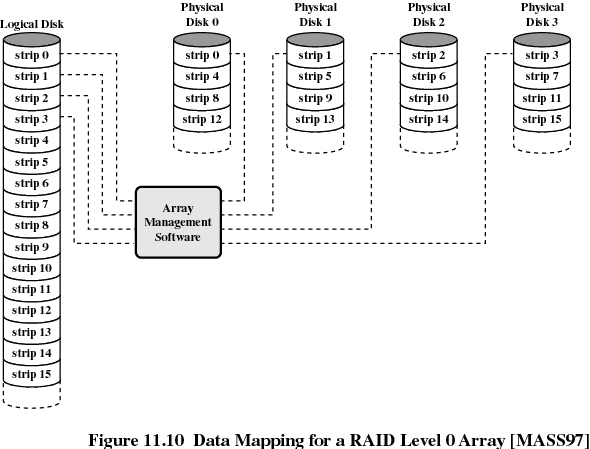 Logical Disk
strip 0
strip 1
strip 2
strip 3
strip 4
strip 5
strip 6
strip 7
strip 8
strip 9
strip 10
strip 11
strip 12
strip 13
strip 14
strip 15
Physical
Disk 0
strip 0
strip 4
strip 8
strip 12
Physical
Disk 1
strip 1
strip 5
strip 9
strip 13
Physical
Disk 2
strip 2
strip 6
strip 10
strip 14
Physical
Disk 3
strip 3
strip 7
strip 11
strip 15
Array
Management
Software
Figure 11.10 Data Mapping for a RAID Level 0 Array [MASS97]